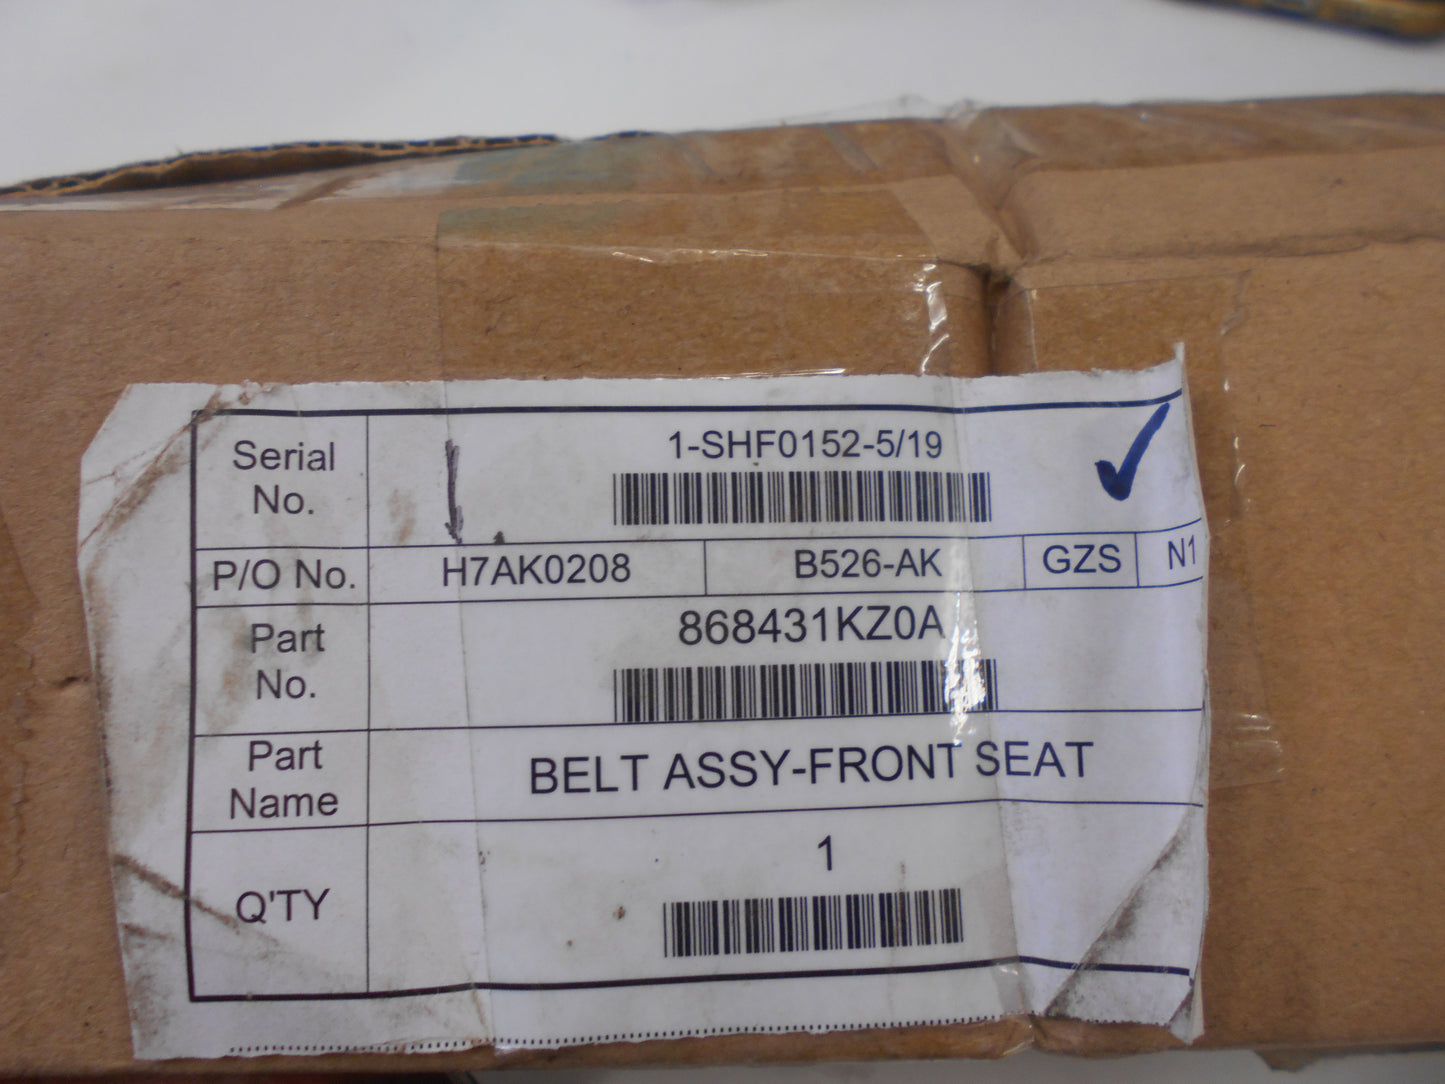 Serial
No.
1-SHF0152-5/19
P/O No.
H7AK0208
B526-AK
GZS
N1
Part
No.
868431KZ0A
Part
Name
BELT ASSY-FRONT SEAT
Q'TY
1